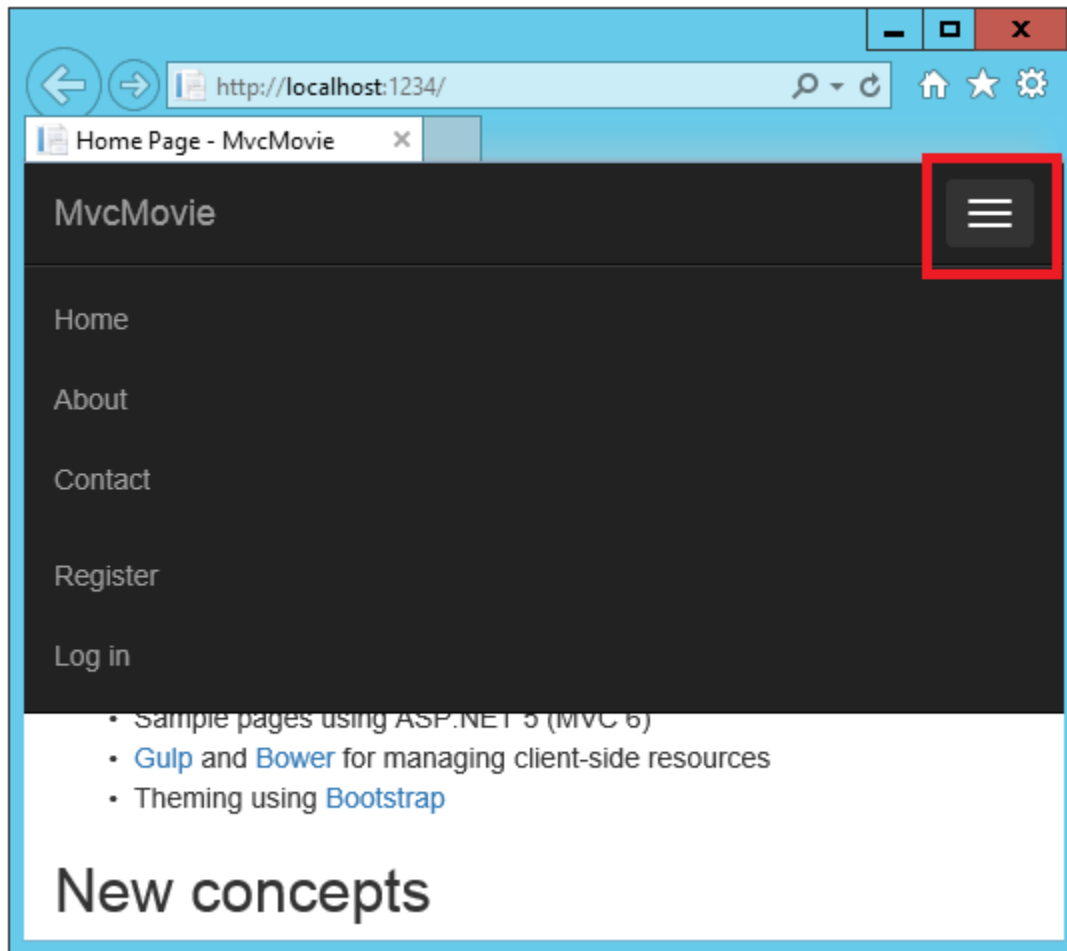 http://localhost:1234/
Home Page - MvcMovie
MvcMovie
Home
About
Contact
Register
Log in
• Sample pages using ASP.NET 5 (MVC 6)
• Gulp and Bower for managing client-side resources
• Theming using Bootstrap
New concepts